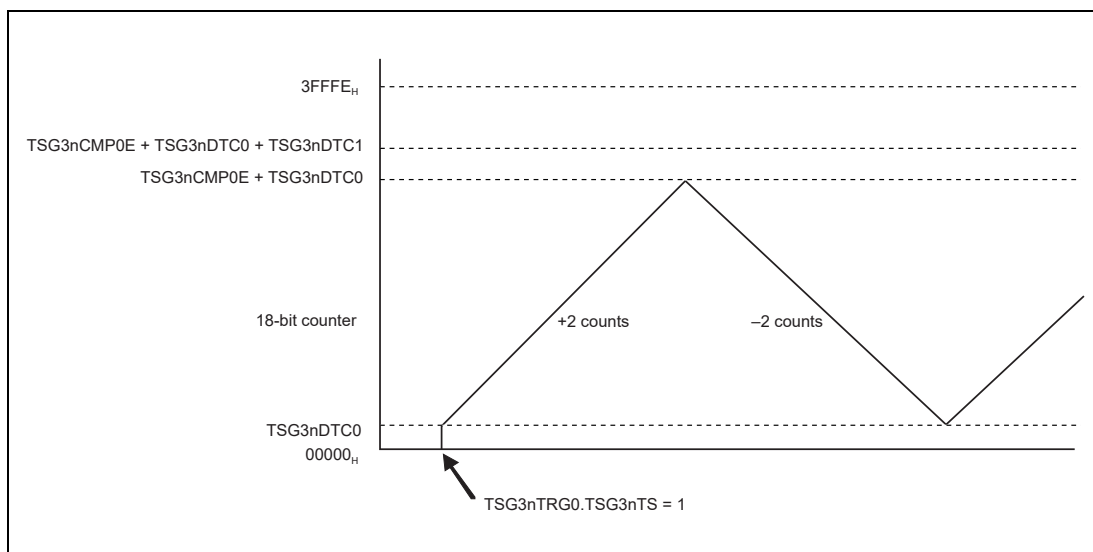 3FFFE_H
TSG3nCMP0E + TSG3nDTC0 + TSG3nDTC1
TSG3nCMP0E + TSG3nDTC0
18-bit counter
+2 counts
–2 counts
TSG3nDTC0
00000_H
TSG3nTRG0.TSG3nTS = 1